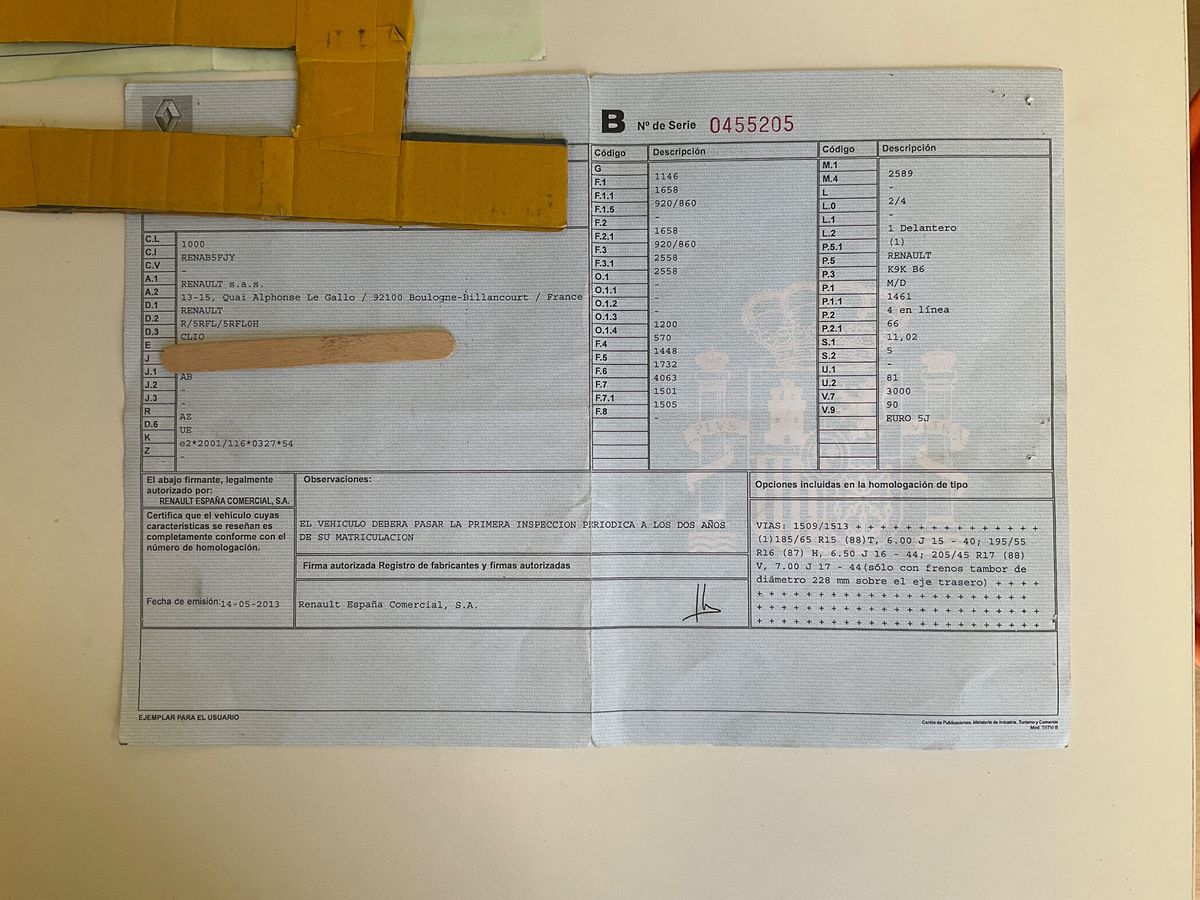 B Nº de Serie 0455205
C.L 1000
C.I RENAB5FJY
C.V -
A.1 RENAULT s.a.s.
A.2 13-15, Quai Alphonse Le Gallo / 92100 Boulogne-Billancourt / France
D.1 RENAULT
D.2 R/5RFL/5RFL0H
D.3 CLIO
E
J
J.1 AB
J.2 -
J.3 -
R AZ
D.6 UE
K e2*2001/116*0327*54
Z -
Código Descripción
G 1146
F.1 1658
F.1.1 920/860
F.1.5 -
F.2 1658
F.2.1 920/860
F.3 2558
F.3.1 2558
O.1 -
O.1.1 -
O.1.2 -
O.1.3 1200
O.1.4 570
F.4 1448
F.5 1732
F.6 4063
F.7 1501
F.7.1 1505
F.8 -
Código Descripción
M.1 2589
M.4 -
L 2/4
L.0 -
L.1 1 Delantero
L.2 (1)
P.5.1 RENAULT
P.5 K9K B6
P.3 M/D
P.1 1461
P.1.1 4 en línea
P.2 66
P.2.1 11,02
S.1 5
S.2 -
U.1 81
U.2 3000
V.7 90
V.9 EURO 5J
PLVS VLTRA
El abajo firmante, legalmente
autorizado por:
RENAULT ESPAÑA COMERCIAL, S.A.
Certifica que el vehículo cuyas
características se reseñan es
completamente conforme con el
número de homologación.
Fecha de emisión: 14-05-2013
Observaciones:
EL VEHICULO DEBERA PASAR LA PRIMERA INSPECCION PERIODICA A LOS DOS AÑOS
DE SU MATRICULACION
Firma autorizada Registro de fabricantes y firmas autorizadas
Renault España Comercial, S.A.
Opciones incluidas en la homologación de tipo
VIAS: 1509/1513 + + + + + + + + + + + + + + +
(1)185/65 R15 (88)T, 6.00 J 15 - 40; 195/55
R16 (87) H, 6.50 J 16 - 44; 205/45 R17 (88)
V, 7.00 J 17 - 44(sólo con frenos tambor de
diámetro 228 mm sobre el eje trasero) + + + +
+ + + + + + + + + + + + + + + + + + + + + +
+ + + + + + + + + + + + + + + + + + + + + + +
+ + + + + + + + + + + + + + + + + + + + + + +
EJEMPLAR PARA EL USUARIO
Centro de Publicaciones. Ministerio de Industria, Turismo y Comercio
Mod. TITV/ B